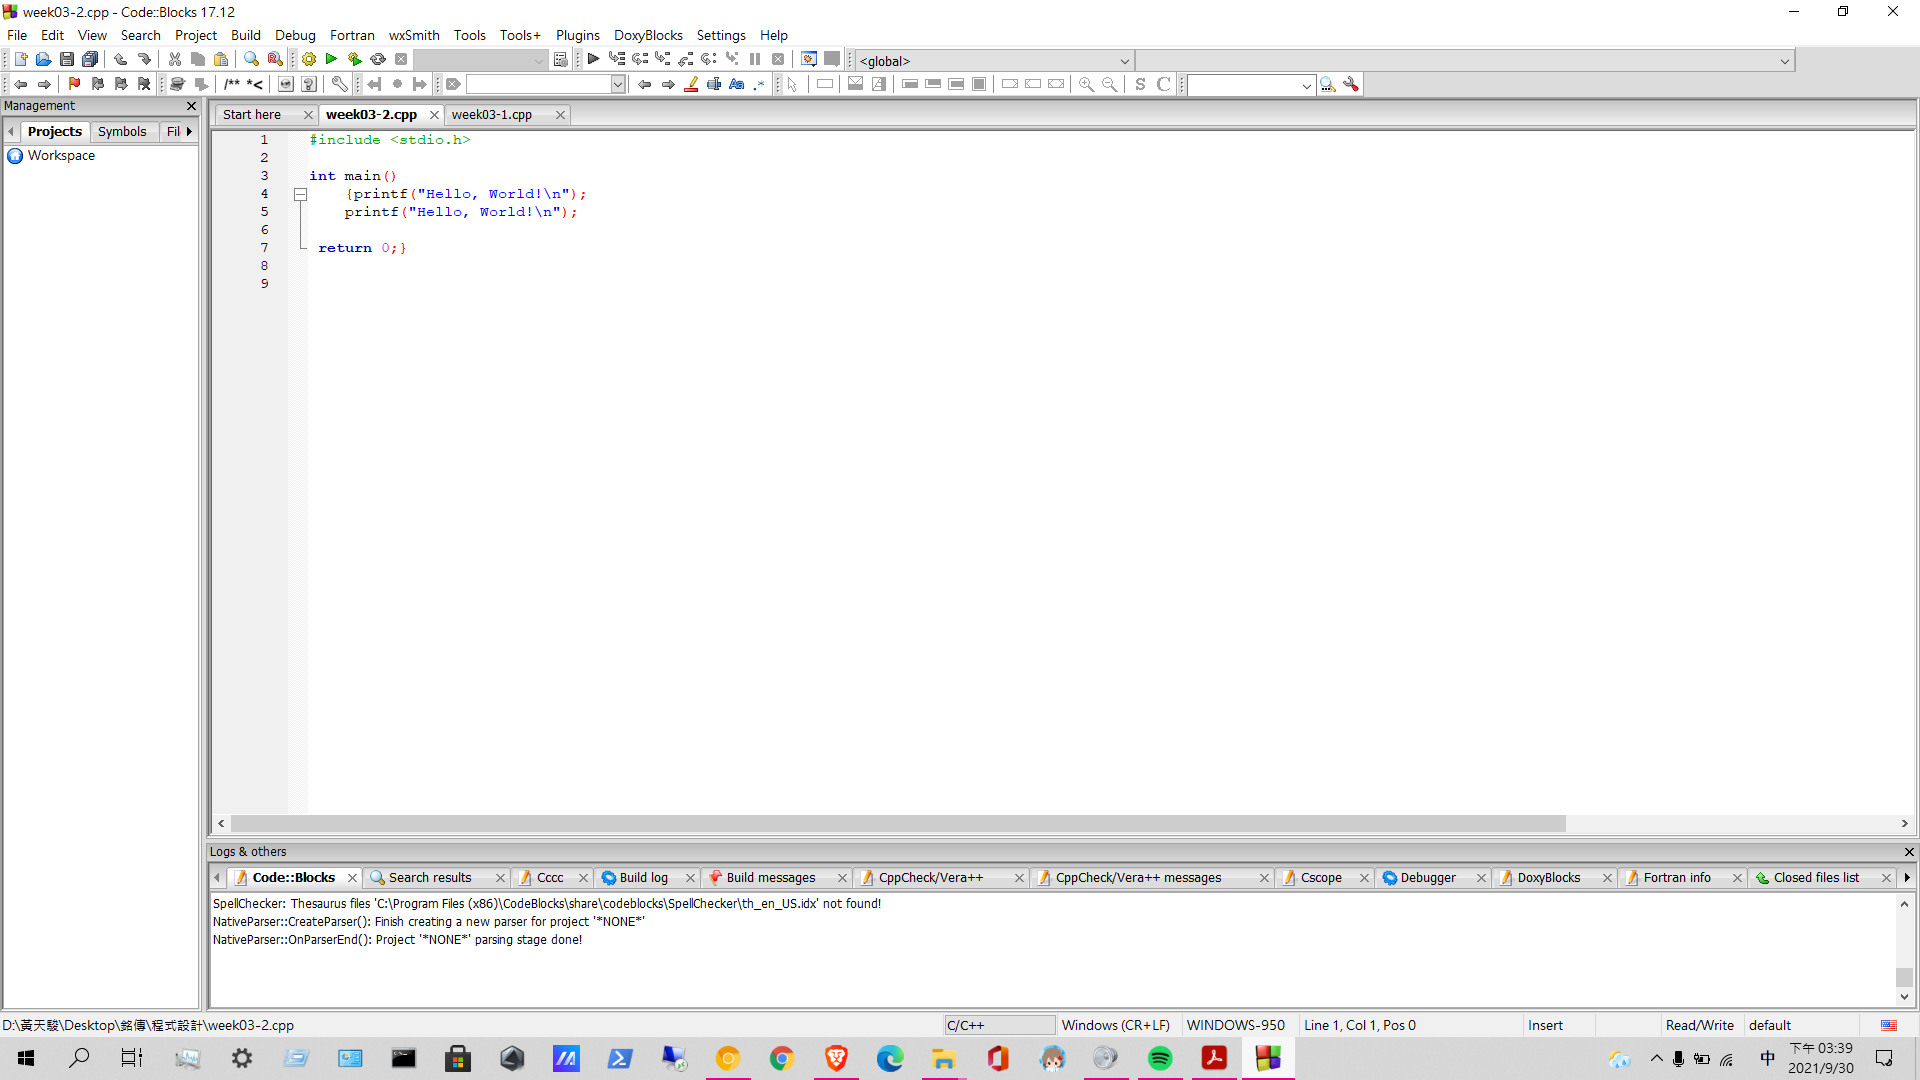 week03-2.cpp - Code::Blocks 17.12
File Edit View Search Project Build Debug Fortran wxSmith Tools Tools+ Plugins DoxyBlocks Settings Help
<global>
/** *<
Management
Projects Symbols Fil
Workspace
Start here week03-2.cpp week03-1.cpp
1 #include <stdio.h>
2
3 int main()
4 {printf("Hello, World!\n");
5 printf("Hello, World!\n");
6
7 return 0;}
8
9
Logs & others
Code::Blocks Search results Cccc Build log Build messages CppCheck/Vera++ CppCheck/Vera++ messages Cscope Debugger DoxyBlocks Fortran info Closed files list
SpellChecker: Thesaurus files 'C:\Program Files (x86)\CodeBlocks\share\codeblocks\SpellChecker\th_en_US.idx' not found!
NativeParser::CreateParser(): Finish creating a new parser for project '*NONE*'
NativeParser::OnParserEnd(): Project '*NONE*' parsing stage done!
D:\黃天駿\Desktop\銘傳\程式設計\week03-2.cpp C/C++ Windows (CR+LF) WINDOWS-950 Line 1, Col 1, Pos 0 Insert Read/Write default
中 下午 03:39
2021/9/30